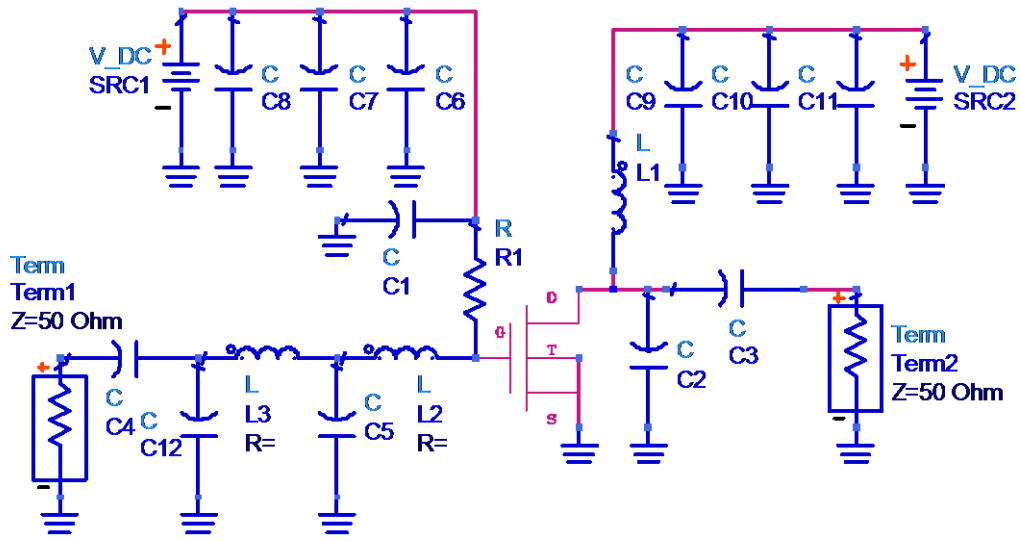 V_DC
SRC1
+
−
C
C8
C
C7
C
C6
C
C9
C
C10
C
C11
+
−
V_DC
SRC2
L
L1
C
C1
R
R1
Term
Term1
Z=50 Ohm
+
−
C
C4
C
C12
L
L3
R=
C
C5
L
L2
R=
G
D
T
S
C
C2
C
C3
+
−
Term
Term2
Z=50 Ohm